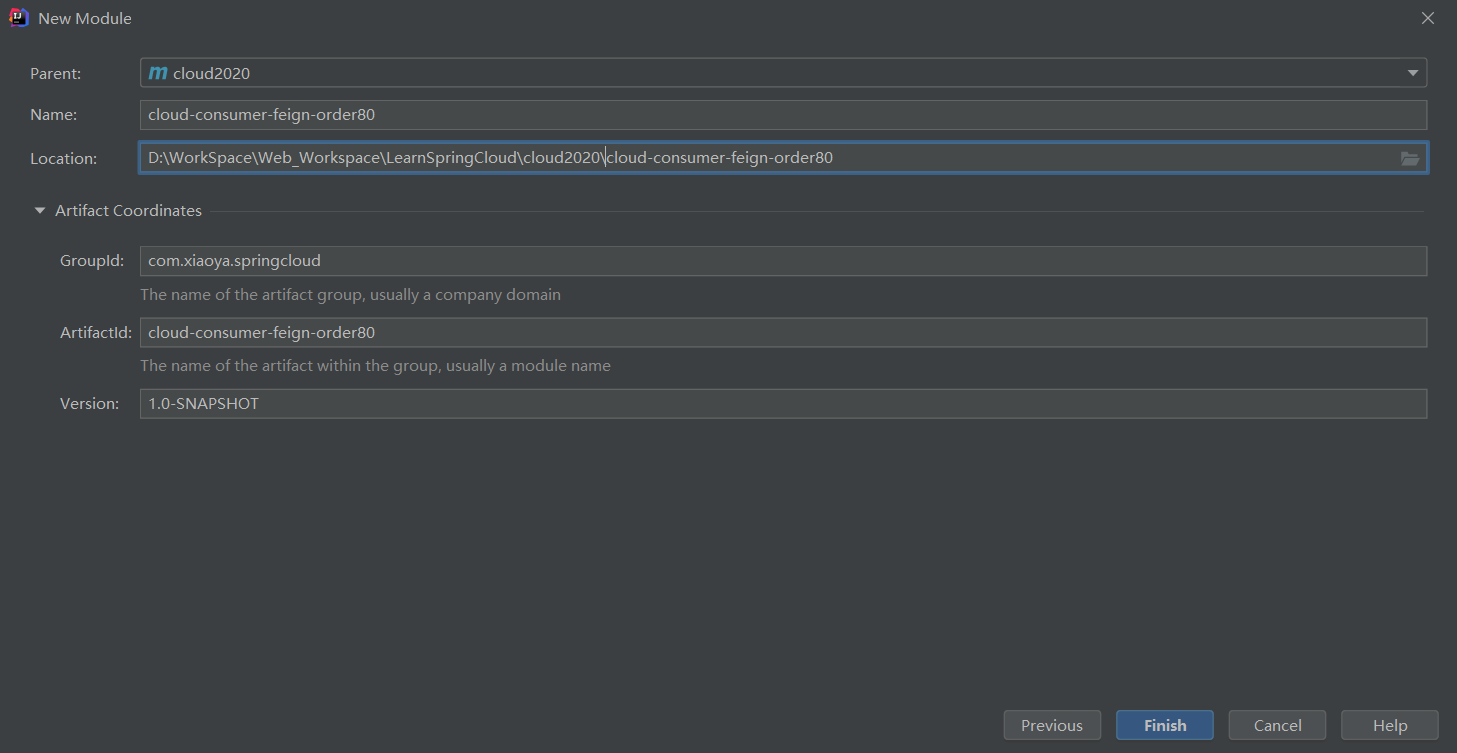 New Module
Parent: cloud2020
Name: cloud-consumer-feign-order80
Location: D:\WorkSpace\Web_Workspace\LearnSpringCloud\cloud2020\cloud-consumer-feign-order80
Artifact Coordinates
GroupId: com.xiaoya.springcloud
The name of the artifact group, usually a company domain
ArtifactId: cloud-consumer-feign-order80
The name of the artifact within the group, usually a module name
Version: 1.0-SNAPSHOT
Previous Finish Cancel Help